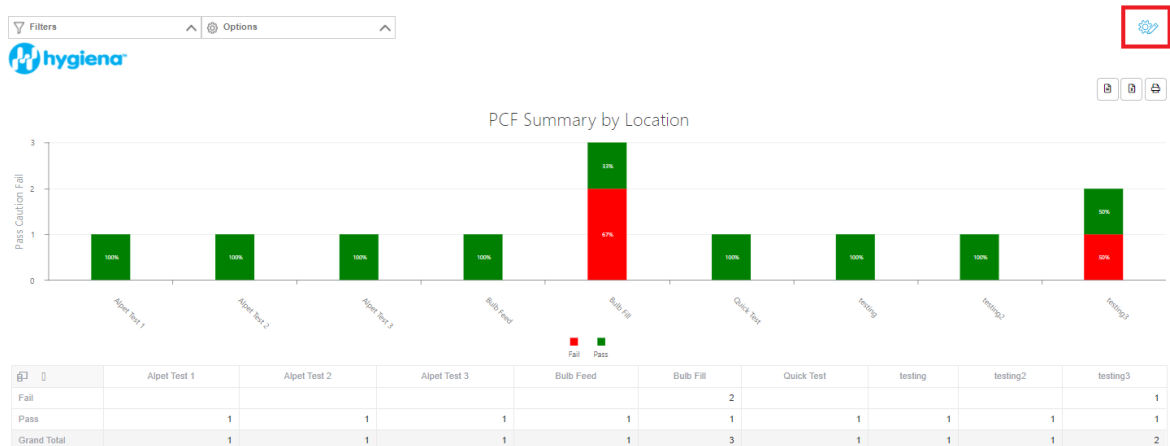 Filters Options
hygiena™
PCF Summary by Location
Pass Caution Fail
3
2
1
0
33%
67%
50%
50%
100% 100% 100% 100% 100% 100% 100%
Alpet Test 1 Alpet Test 2 Alpet Test 3 Bulb Feed Bulb Fill Quick Test testing testing2 testing3
Fail Pass
Alpet Test 1 Alpet Test 2 Alpet Test 3 Bulb Feed Bulb Fill Quick Test testing testing2 testing3
Fail 2 1
Pass 1 1 1 1 1 1 1 1 1
Grand Total 1 1 1 1 3 1 1 1 2